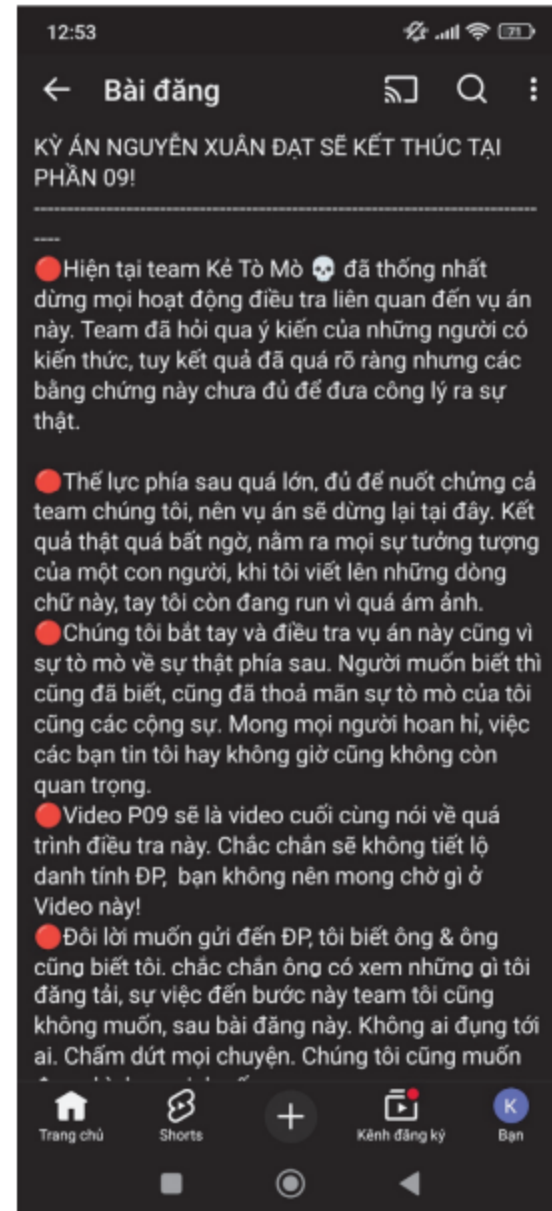 12:53
71
Bài đăng
KỲ ÁN NGUYỄN XUÂN ĐẠT SẼ KẾT THÚC TẠI
PHẦN 09!
--------------------------------------------------------------------------------
----
🔴Hiện tại team Kẻ Tò Mò 💀 đã thống nhất
dừng mọi hoạt động điều tra liên quan đến vụ án
này. Team đã hỏi qua ý kiến của những người có
kiến thức, tuy kết quả đã quá rõ ràng nhưng các
bằng chứng này chưa đủ để đưa công lý ra sự
thật.
🔴Thế lực phía sau quá lớn, đủ để nuốt chửng cả
team chúng tôi, nên vụ án sẽ dừng lại tại đây. Kết
quả thật quá bất ngờ, nằm ra mọi sự tưởng tượng
của một con người, khi tôi viết lên những dòng
chữ này, tay tôi còn đang run vì quá ám ảnh.
🔴Chúng tôi bắt tay và điều tra vụ án này cũng vì
sự tò mò về sự thật phía sau. Người muốn biết thì
cũng đã biết, cũng đã thoả mãn sự tò mò của tôi
cũng các cộng sự. Mong mọi người hoan hỉ, việc
các bạn tin tôi hay không giờ cũng không còn
quan trọng.
🔴Video P09 sẽ là video cuối cùng nói về quá
trình điều tra này. Chắc chắn sẽ không tiết lộ
danh tính ĐP, bạn không nên mong chờ gì ở
Video này!
🔴Đôi lời muốn gửi đến ĐP, tôi biết ông & ông
cũng biết tôi. chắc chắn ông có xem những gì tôi
đăng tải, sự việc đến bước này team tôi cũng
không muốn, sau bài đăng này. Không ai đụng tới
ai. Chấm dứt mọi chuyện. Chúng tôi cũng muốn
Trang chủ
Shorts
Kênh đăng ký
K
Bạn